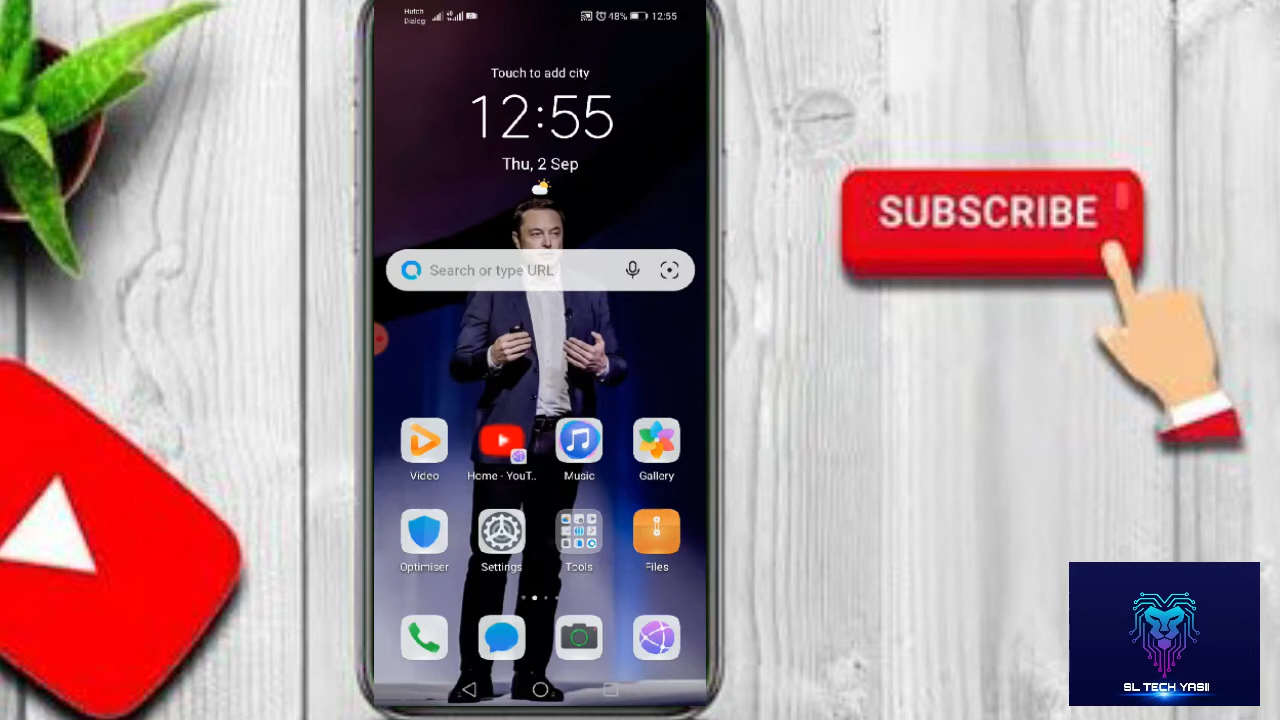 Hutch
Dialog
48% 12:55
Touch to add city
12:55
Thu, 2 Sep
Search or type URL
Video
Home - YouT..
Music
Gallery
Optimiser
Settings
Tools
Files
SUBSCRIBE
SL TECH YASII